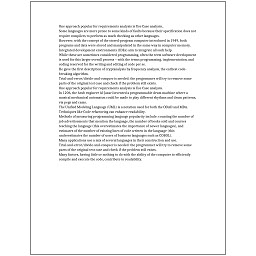 One approach popular for requirements analysis is Use Case analysis.
Some languages are more prone to some kinds of faults because their specification does not
require compilers to perform as much checking as other languages.
However, with the concept of the stored-program computer introduced in 1949, both
programs and data were stored and manipulated in the same way in computer memory.
Integrated development environments (IDEs) aim to integrate all such help.
While these are sometimes considered programming, often the term software development
is used for this larger overall process – with the terms programming, implementation, and
coding reserved for the writing and editing of code per se.
He gave the first description of cryptanalysis by frequency analysis, the earliest code-
breaking algorithm.
Trial-and-error/divide-and-conquer is needed: the programmer will try to remove some
parts of the original test case and check if the problem still exists.
One approach popular for requirements analysis is Use Case analysis.
In 1206, the Arab engineer Al-Jazari invented a programmable drum machine where a
musical mechanical automaton could be made to play different rhythms and drum patterns,
via pegs and cams.
The Unified Modeling Language (UML) is a notation used for both the OOAD and MDA.
Techniques like Code refactoring can enhance readability.
Methods of measuring programming language popularity include: counting the number of
job advertisements that mention the language, the number of books sold and courses
teaching the language (this overestimates the importance of newer languages), and
estimates of the number of existing lines of code written in the language (this
underestimates the number of users of business languages such as COBOL).
Many applications use a mix of several languages in their construction and use.
Trial-and-error/divide-and-conquer is needed: the programmer will try to remove some
parts of the original test case and check if the problem still exists.
Many factors, having little or nothing to do with the ability of the computer to efficiently
compile and execute the code, contribute to readability.